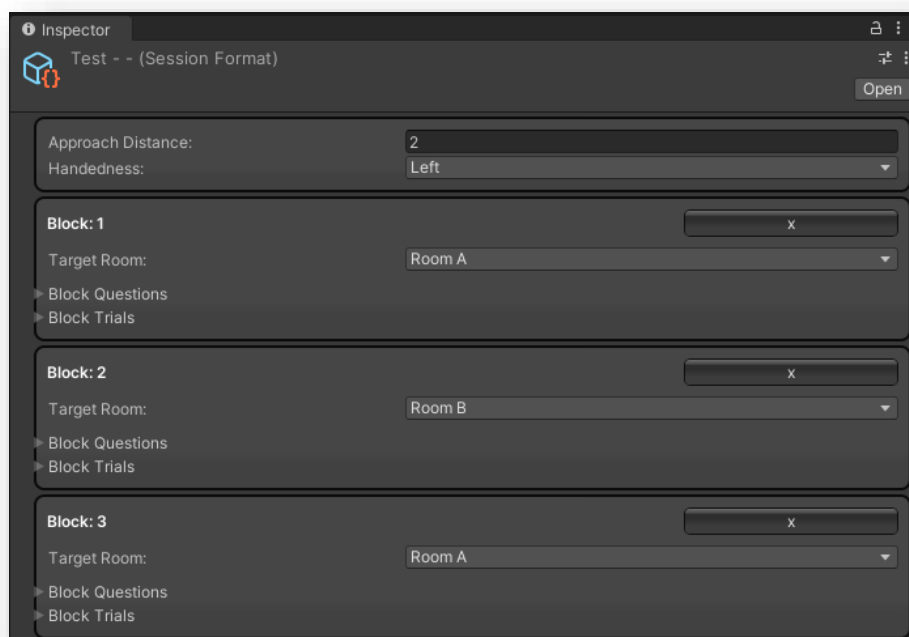 Inspector
Test - - (Session Format)
Open
Approach Distance: 2
Handedness: Left
Block: 1 x
Target Room: Room A
Block Questions
Block Trials
Block: 2 x
Target Room: Room B
Block Questions
Block Trials
Block: 3 x
Target Room: Room A
Block Questions
Block Trials